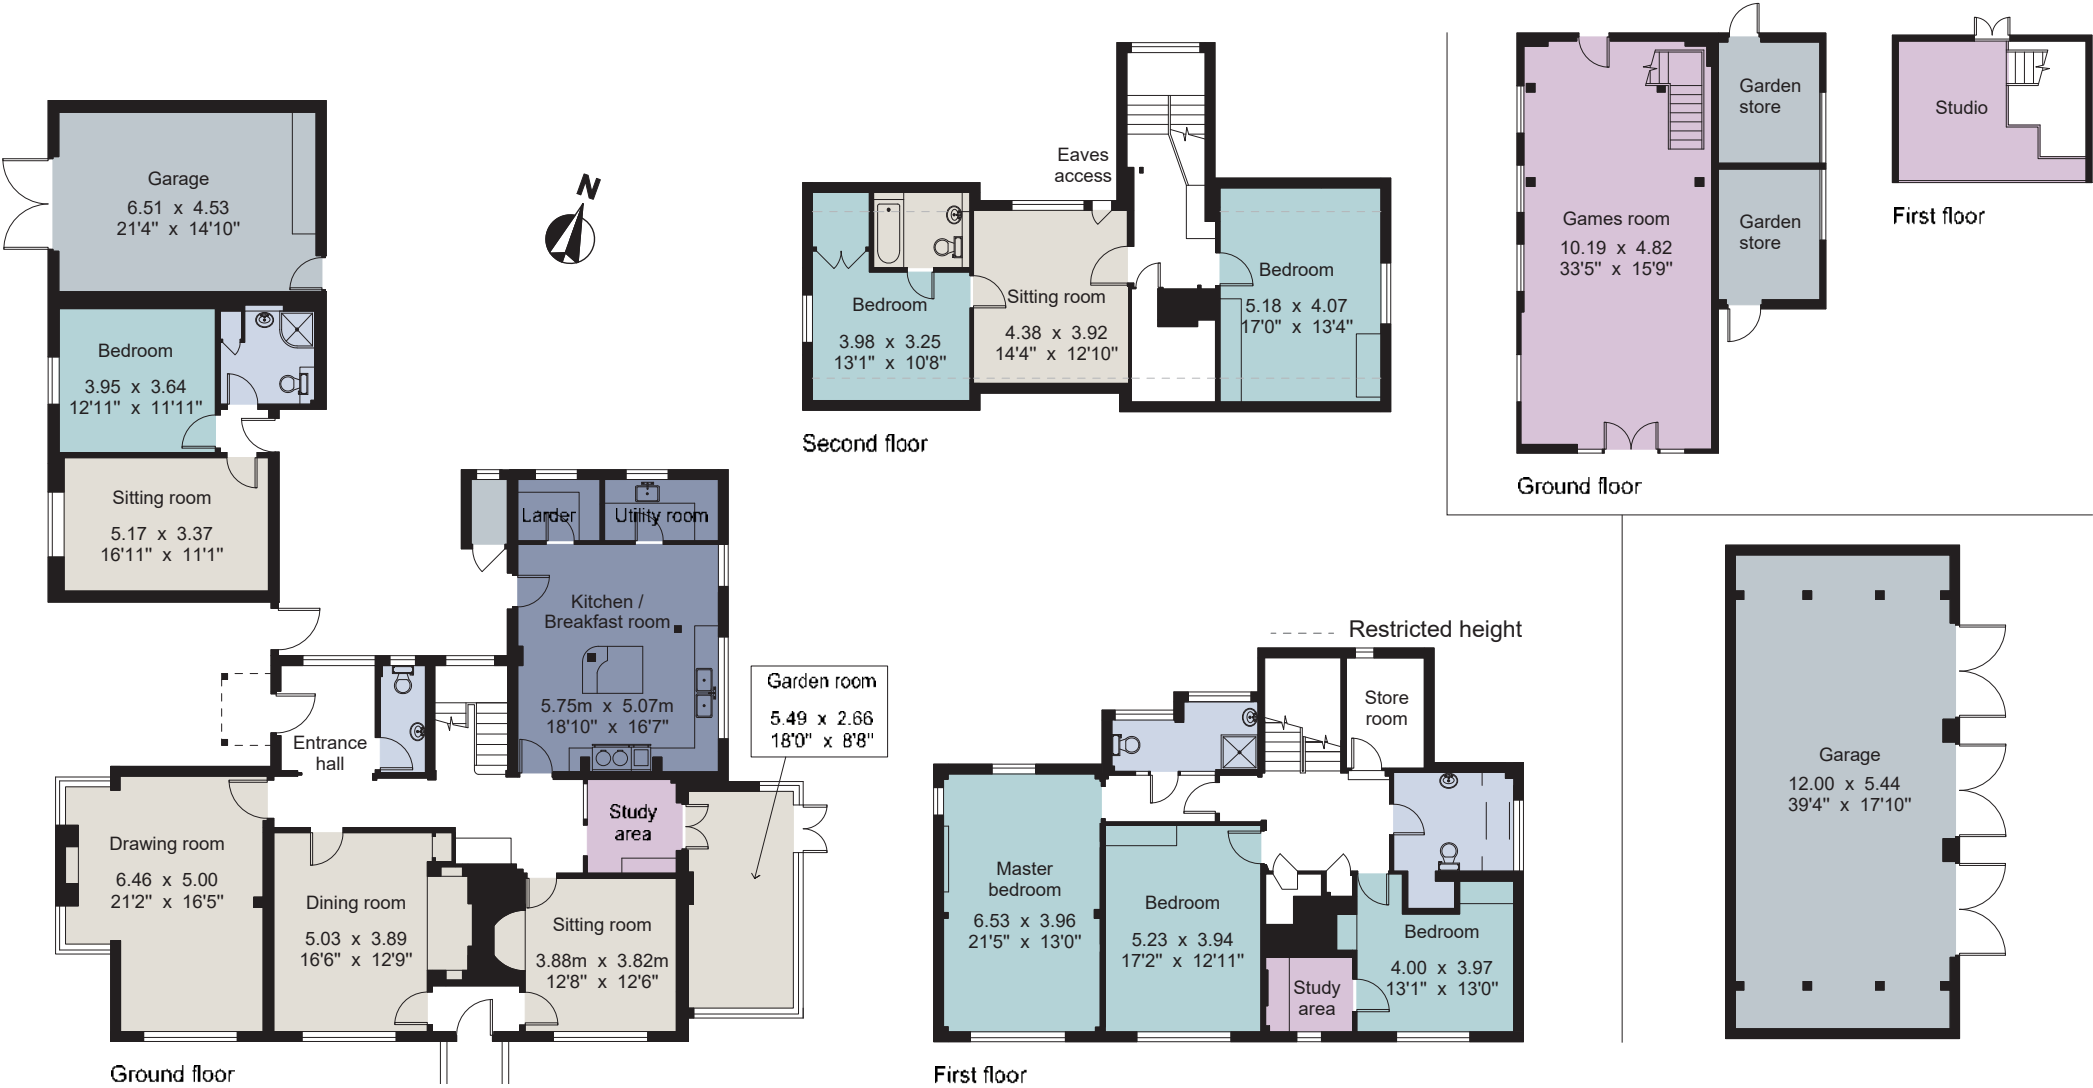 Garage
6.51 x 4.53
21'4" x 14'10"
Bedroom
3.95 x 3.64
12'11" x 11'11"
Sitting room
5.17 x 3.37
16'11" x 11'1"
N
Larder
Utility room
Kitchen /
Breakfast room
5.75m x 5.07m
18'10" x 16'7"
Entrance
hall
Garden room
5.49 x 2.66
18'0" x 8'8"
Drawing room
6.46 x 5.00
21'2" x 16'5"
Dining room
5.03 x 3.89
16'6" x 12'9"
Study
area
Sitting room
3.88m x 3.82m
12'8" x 12'6"
Ground floor
Eaves
access
Bedroom
3.98 x 3.25
13'1" x 10'8"
Sitting room
4.38 x 3.92
14'4" x 12'10"
Bedroom
5.18 x 4.07
17'0" x 13'4"
Second floor
Restricted height
Store
room
Master
bedroom
6.53 x 3.96
21'5" x 13'0"
Bedroom
5.23 x 3.94
17'2" x 12'11"
Bedroom
4.00 x 3.97
13'1" x 13'0"
Study
area
First floor
Games room
10.19 x 4.82
33'5" x 15'9"
Garden
store
Garden
store
Ground floor
Studio
First floor
Garage
12.00 x 5.44
39'4" x 17'10"